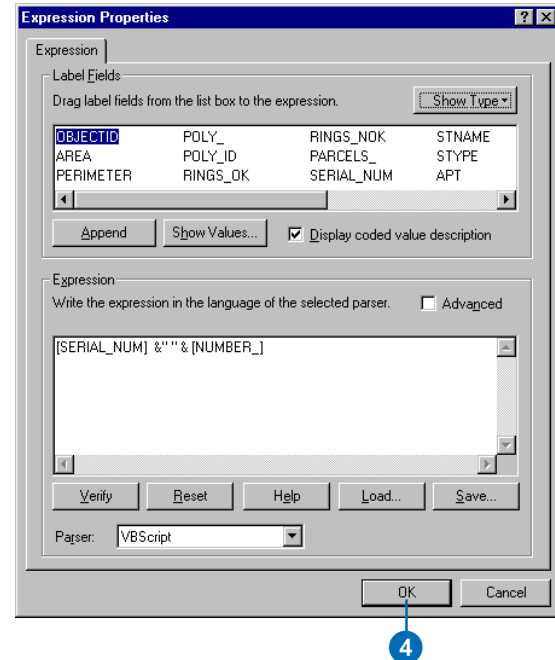 Expression Properties
Expression
Label Fields
Drag label fields from the list box to the expression.
Show Type
OBJECTID POLY_ RINGS_NOK STNAME
AREA POLY_ID PARCELS_ STYPE
PERIMETER RINGS_OK SERIAL_NUM APT
Append Show Values... Display coded value description
Expression
Write the expression in the language of the selected parser. Advanced
[SERIAL_NUM] &" "& [NUMBER_]
Verify Reset Help Load... Save...
Parser: VBScript
OK Cancel
4